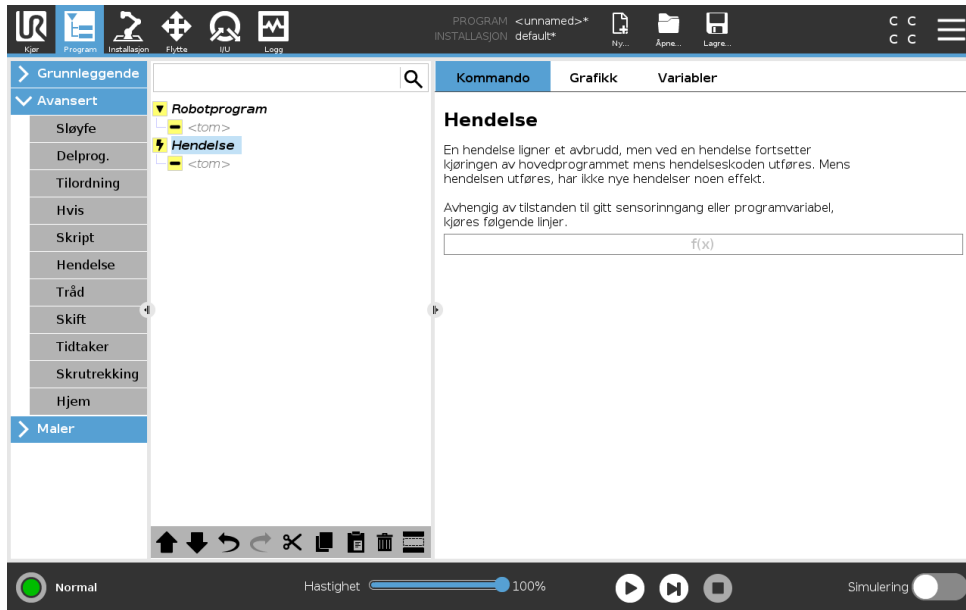 UR
Kjør
Program
Installasjon
Flytte
I/U
Logg
PROGRAM <unnamed>*
INSTALLASJON default*
Ny...
Åpne...
Lagre...
C C
C C
Grunnleggende
Avansert
Sløyfe
Delprog.
Tilordning
Hvis
Skript
Hendelse
Tråd
Skift
Tidtaker
Skrutrekking
Hjem
Maler
Robotprogram
<tom>
Hendelse
<tom>
Kommando Grafikk Variabler
Hendelse
En hendelse ligner et avbrudd, men ved en hendelse fortsetter
kjøringen av hovedprogrammet mens hendelseskoden utføres. Mens
hendelsen utføres, har ikke nye hendelser noen effekt.
Avhengig av tilstanden til gitt sensorinngang eller programvariabel,
kjøres følgende linjer.
f(x)
Normal
Hastighet 100%
Simulering